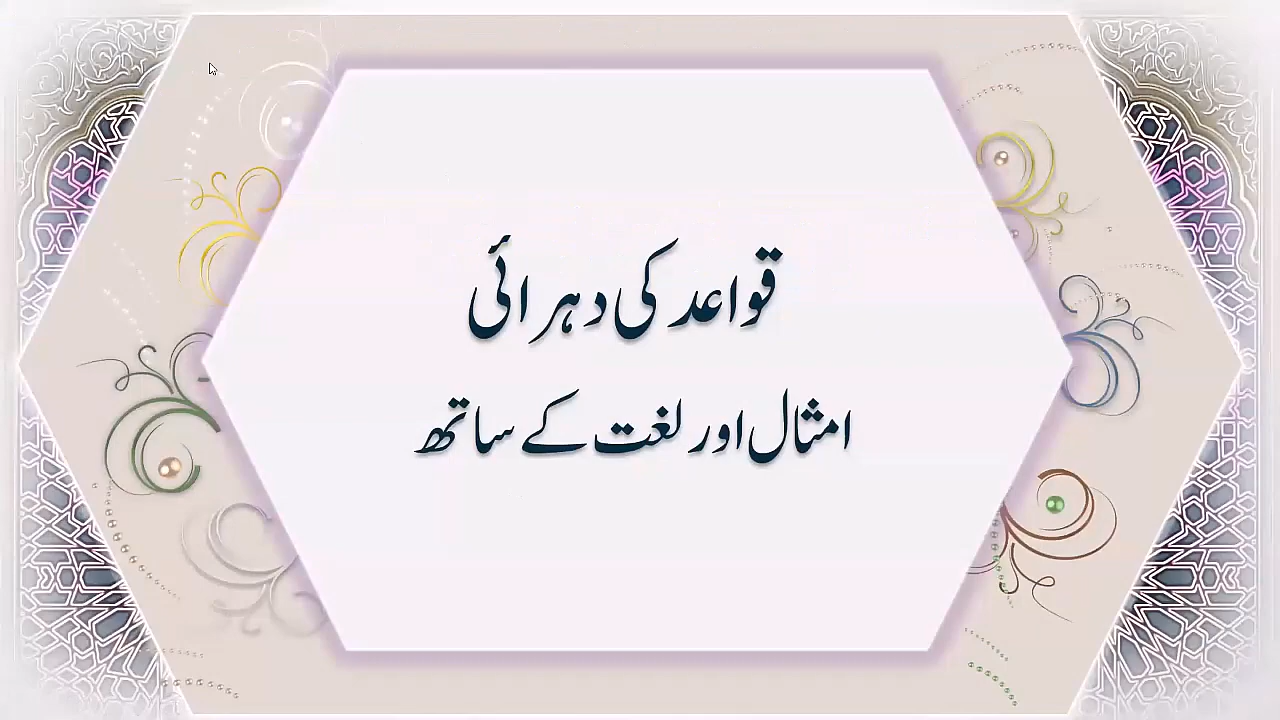 قواعد کی دہرائی
امثال اور لغت کے ساتھ